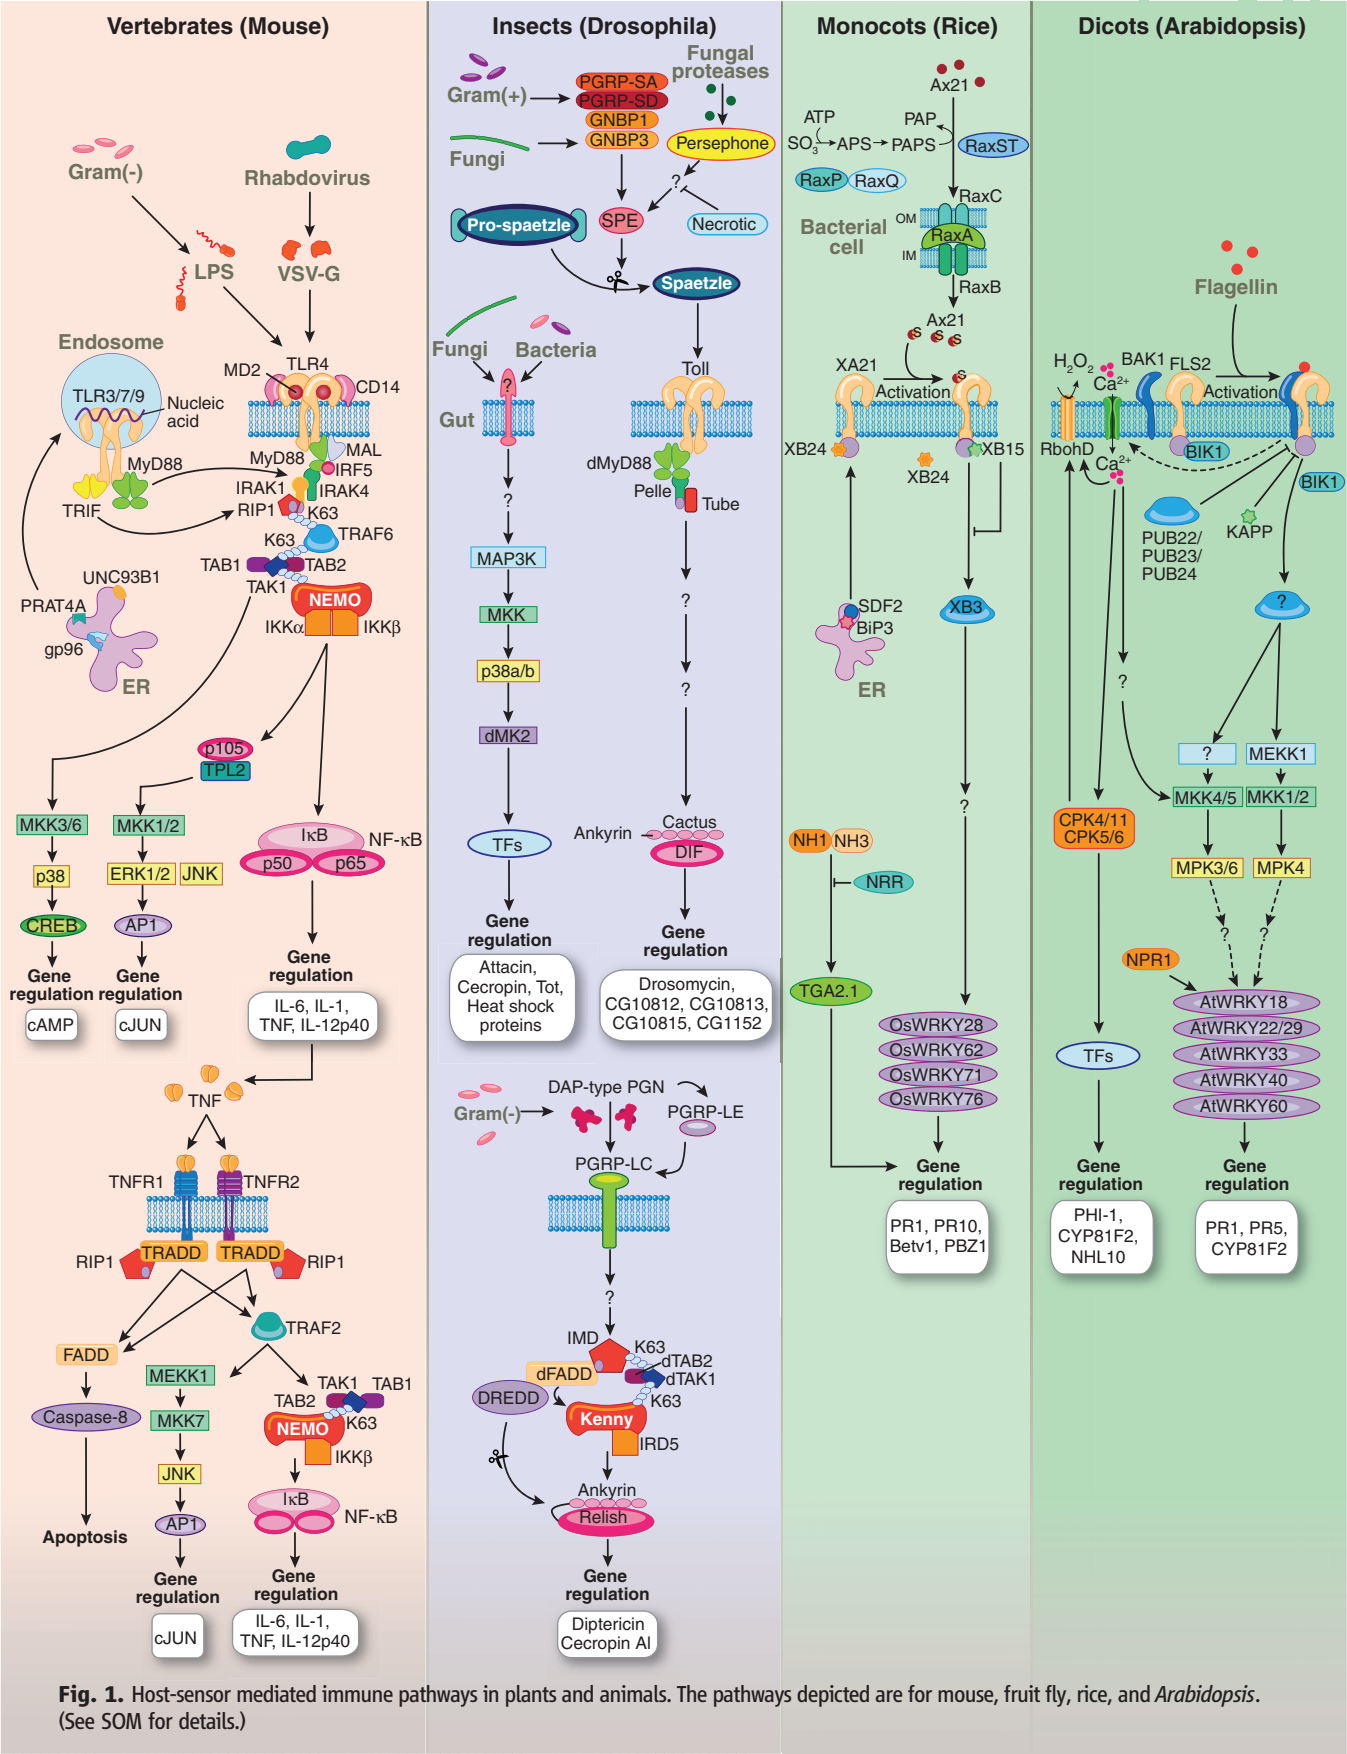 Vertebrates (Mouse)
Gram(-)
Rhabdovirus
LPS
VSV-G
Endosome
TLR3/7/9
Nucleic
acid
MD2
TLR4
CD14
MyD88
TRIF
MyD88
MAL
IRF5
IRAK1
IRAK4
RIP1
K63
K63
TRAF6
TAB1
TAB2
TAK1
NEMO
IKKα
IKKβ
UNC93B1
PRAT4A
gp96
ER
p105
TPL2
MKK3/6
MKK1/2
IκB
NF-κB
p50
p65
p38
ERK1/2
JNK
CREB
AP1
Gene
regulation
Gene
regulation
Gene
regulation
cAMP
cJUN
IL-6, IL-1,
TNF, IL-12p40
TNF
TNFR1
TNFR2
TRADD
TRADD
RIP1
RIP1
TRAF2
FADD
MEKK1
Caspase-8
MKK7
TAK1
TAB1
TAB2
K63
NEMO
IKKβ
JNK
IκB
NF-κB
Apoptosis
AP1
Gene
regulation
Gene
regulation
cJUN
IL-6, IL-1,
TNF, IL-12p40
Insects (Drosophila)
Gram(+)
PGRP-SA
PGRP-SD
GNBP1
GNBP3
Fungi
Fungal
proteases
Persephone
?
Necrotic
Pro-spaetzle
SPE
Spaetzle
Fungi
Bacteria
?
Gut
Toll
dMyD88
Pelle
Tube
?
MAP3K
MKK
p38a/b
dMK2
TFs
?
?
Cactus
Ankyrin
DIF
Gene
regulation
Gene
regulation
Attacin,
Cecropin, Tot,
Heat shock
proteins
Drosomycin,
CG10812, CG10813,
CG10815, CG1152
Gram(-)
DAP-type PGN
PGRP-LE
PGRP-LC
?
IMD
K63
dTAB2
dTAK1
dFADD
K63
DREDD
Kenny
IRD5
Ankyrin
Relish
Gene
regulation
Diptericin
Cecropin AI
Monocots (Rice)
Ax21
ATP
SO3
APS
PAPS
PAP
RaxST
RaxP
RaxQ
RaxC
OM
RaxA
IM
RaxB
Bacterial
cell
Ax21
S
S
S
S
XA21
Activation
XB24
XB24
XB15
SDF2
BiP3
ER
XB3
?
NH1
NH3
NRR
TGA2.1
OsWRKY28
OsWRKY62
OsWRKY71
OsWRKY76
Gene
regulation
PR1, PR10,
Betv1, PBZ1
Dicots (Arabidopsis)
Flagellin
H2O2
Ca2+
BAK1
FLS2
Activation
RbohD
Ca2+
BIK1
BIK1
PUB22/
PUB23/
PUB24
KAPP
?
?
?
MEKK1
MKK4/5
MKK1/2
CPK4/11
CPK5/6
MPK3/6
MPK4
?
?
NPR1
AtWRKY18
AtWRKY22/29
AtWRKY33
AtWRKY40
AtWRKY60
TFs
Gene
regulation
Gene
regulation
PHI-1,
CYP81F2,
NHL10
PR1, PR5,
CYP81F2
Fig. 1. Host-sensor mediated immune pathways in plants and animals. The pathways depicted are for mouse, fruit fly, rice, and Arabidopsis.
(See SOM for details.)